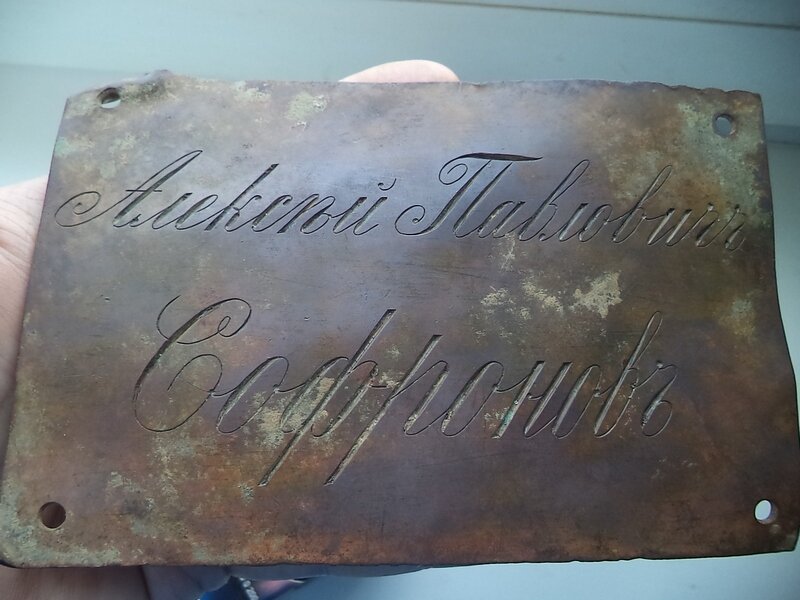 Алексѣй Павловичъ
Софроновъ